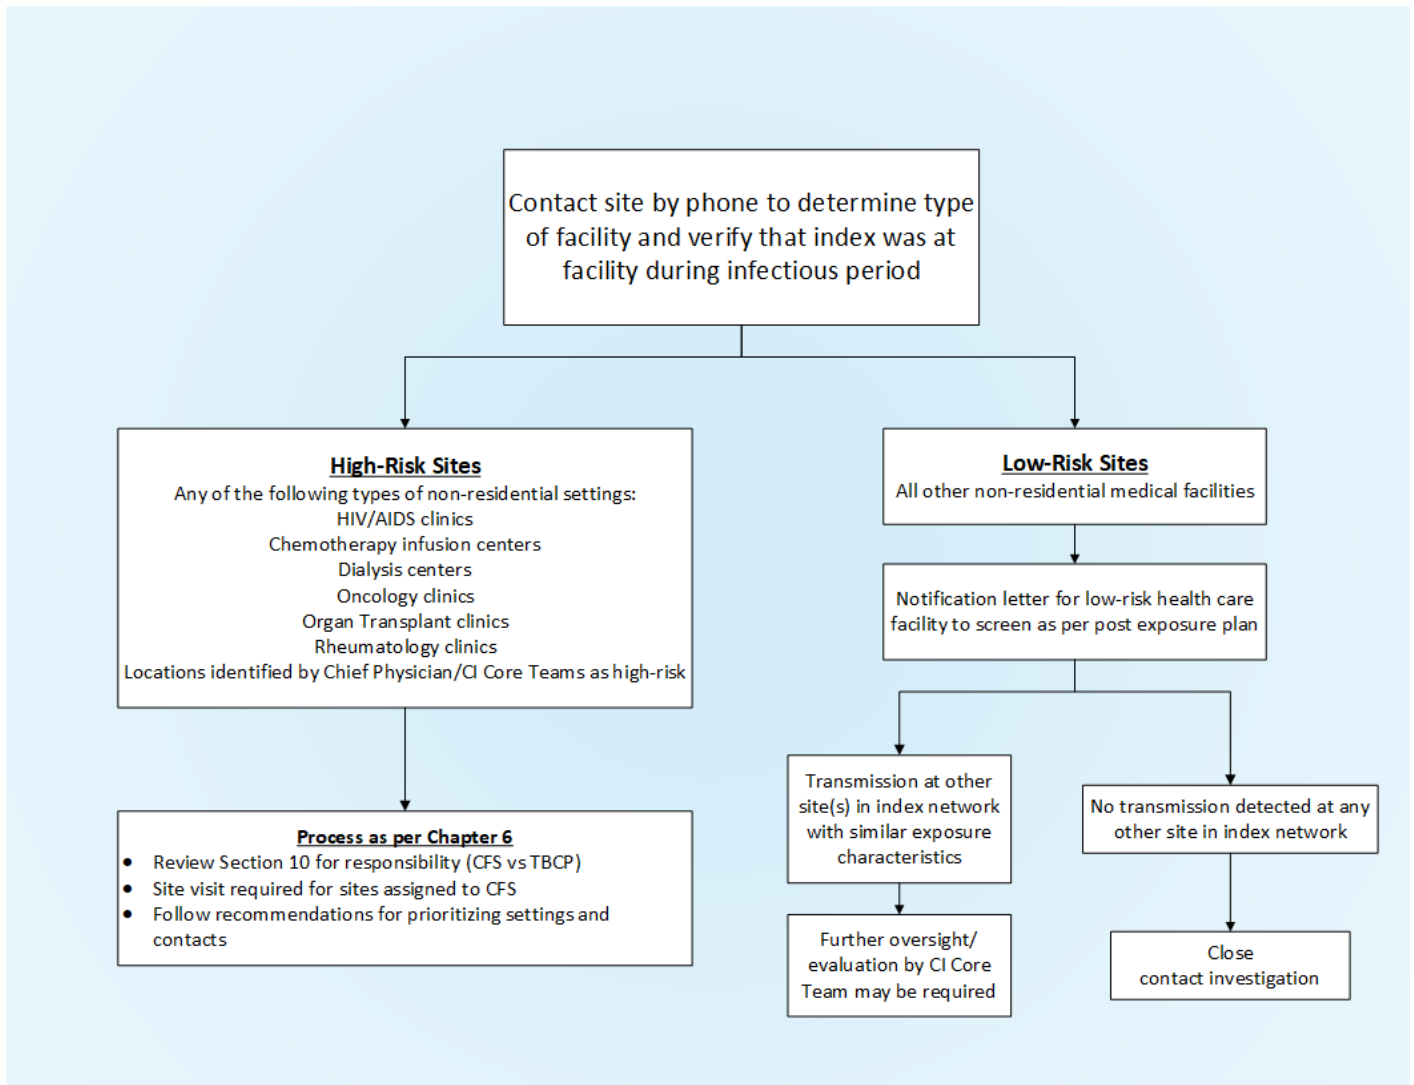 Contact site by phone to determine type
of facility and verify that index was at
facility during infectious period
High-Risk Sites
Any of the following types of non-residential settings:
HIV/AIDS clinics
Chemotherapy infusion centers
Dialysis centers
Oncology clinics
Organ Transplant clinics
Rheumatology clinics
Locations identified by Chief Physician/CI Core Teams as high-risk
Process as per Chapter 6
● Review Section 10 for responsibility (CFS vs TBCP)
● Site visit required for sites assigned to CFS
● Follow recommendations for prioritizing settings and
contacts
Low-Risk Sites
All other non-residential medical facilities
Notification letter for low-risk health care
facility to screen as per post exposure plan
Transmission at other
site(s) in index network
with similar exposure
characteristics
Further oversight/
evaluation by CI Core
Team may be required
No transmission detected at any
other site in index network
Close
contact investigation